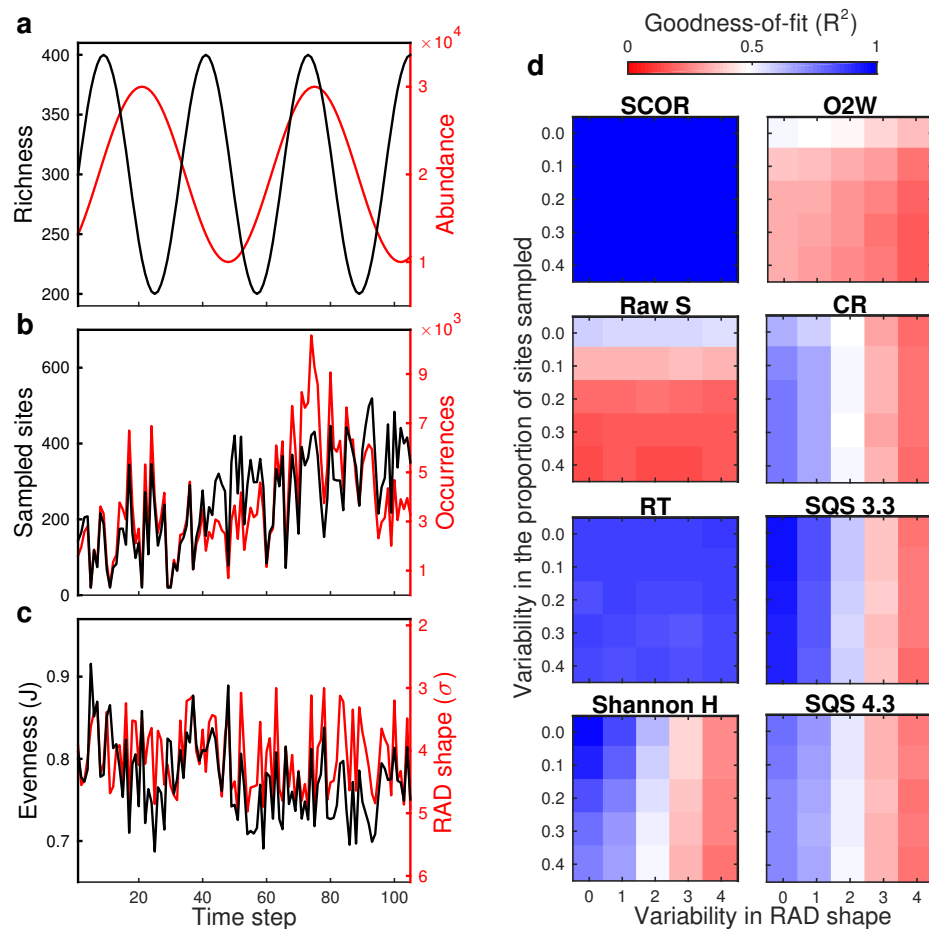 a
Richness
400
350
300
250
200
×10⁴
3
2
1
Abundance
b
Sampled sites
600
400
200
0
×10³
9
7
5
3
1
Occurrences
c
Evenness (J)
0.9
0.8
0.7
2
3
4
5
6
RAD shape (σ)
20 40 60 80 100
Time step
d
Goodness-of-fit (R²)
0 0.5 1
Variability in the proportion of sites sampled
SCOR
0.0
0.1
0.2
0.3
0.4
O2W
Raw S
0.0
0.1
0.2
0.3
0.4
CR
RT
0.0
0.1
0.2
0.3
0.4
SQS 3.3
Shannon H
0.0
0.1
0.2
0.3
0.4
0 1 2 3 4
SQS 4.3
0 1 2 3 4
Variability in RAD shape